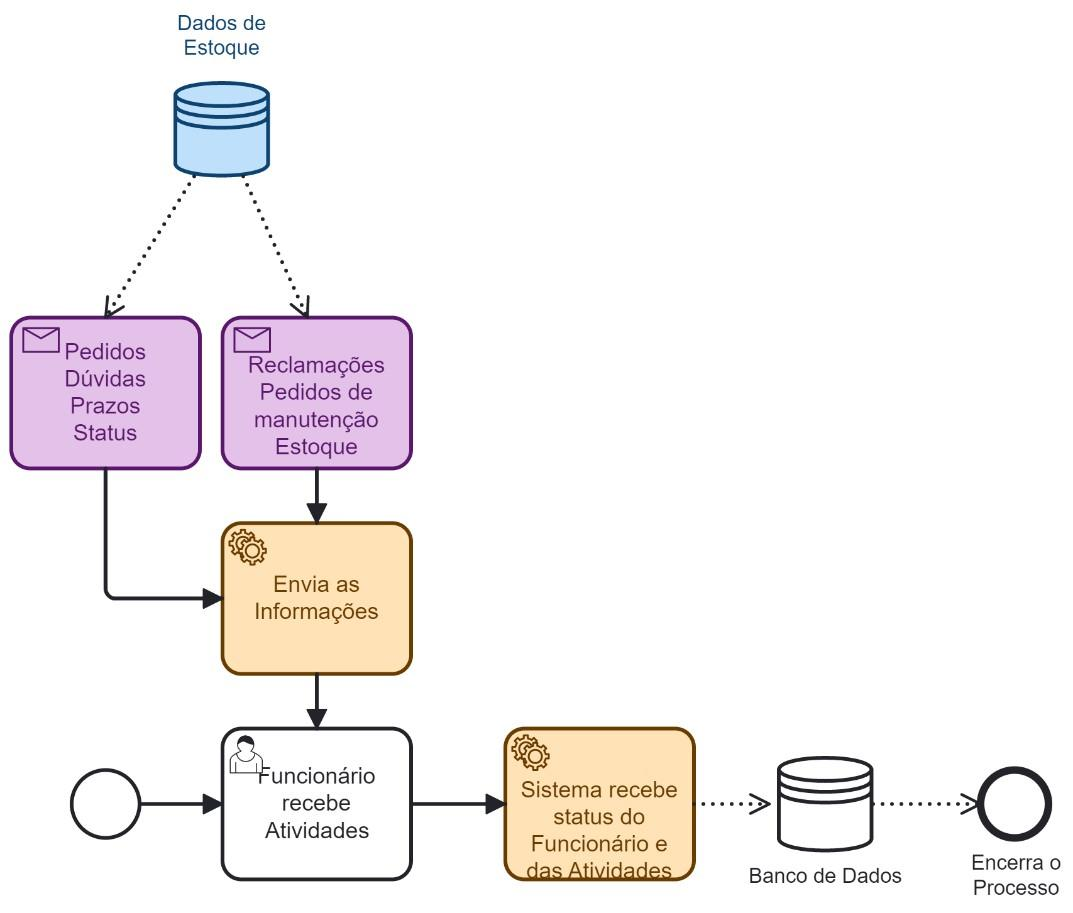 Dados de
Estoque
Pedidos
Dúvidas
Prazos
Status
Reclamações
Pedidos de
manutenção
Estoque
Envia as
Informações
Funcionário
recebe
Atividades
Sistema recebe
status do
Funcionário e
das Atividades
Banco de Dados
Encerra o
Processo